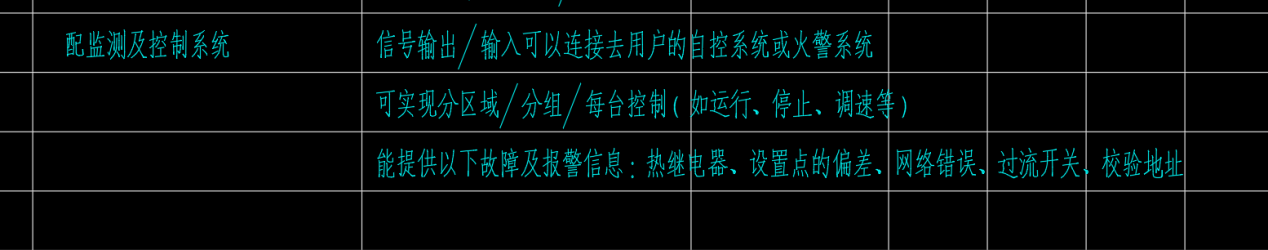 配监测及控制系统 信号输出/输入可以连接去用户的自控系统或火警系统
可实现分区域/分组/每台控制(如运行、停止、调速等)
能提供以下故障及报警信息:热继电器、设置点的偏差、网络错误、过流开关、校验地址